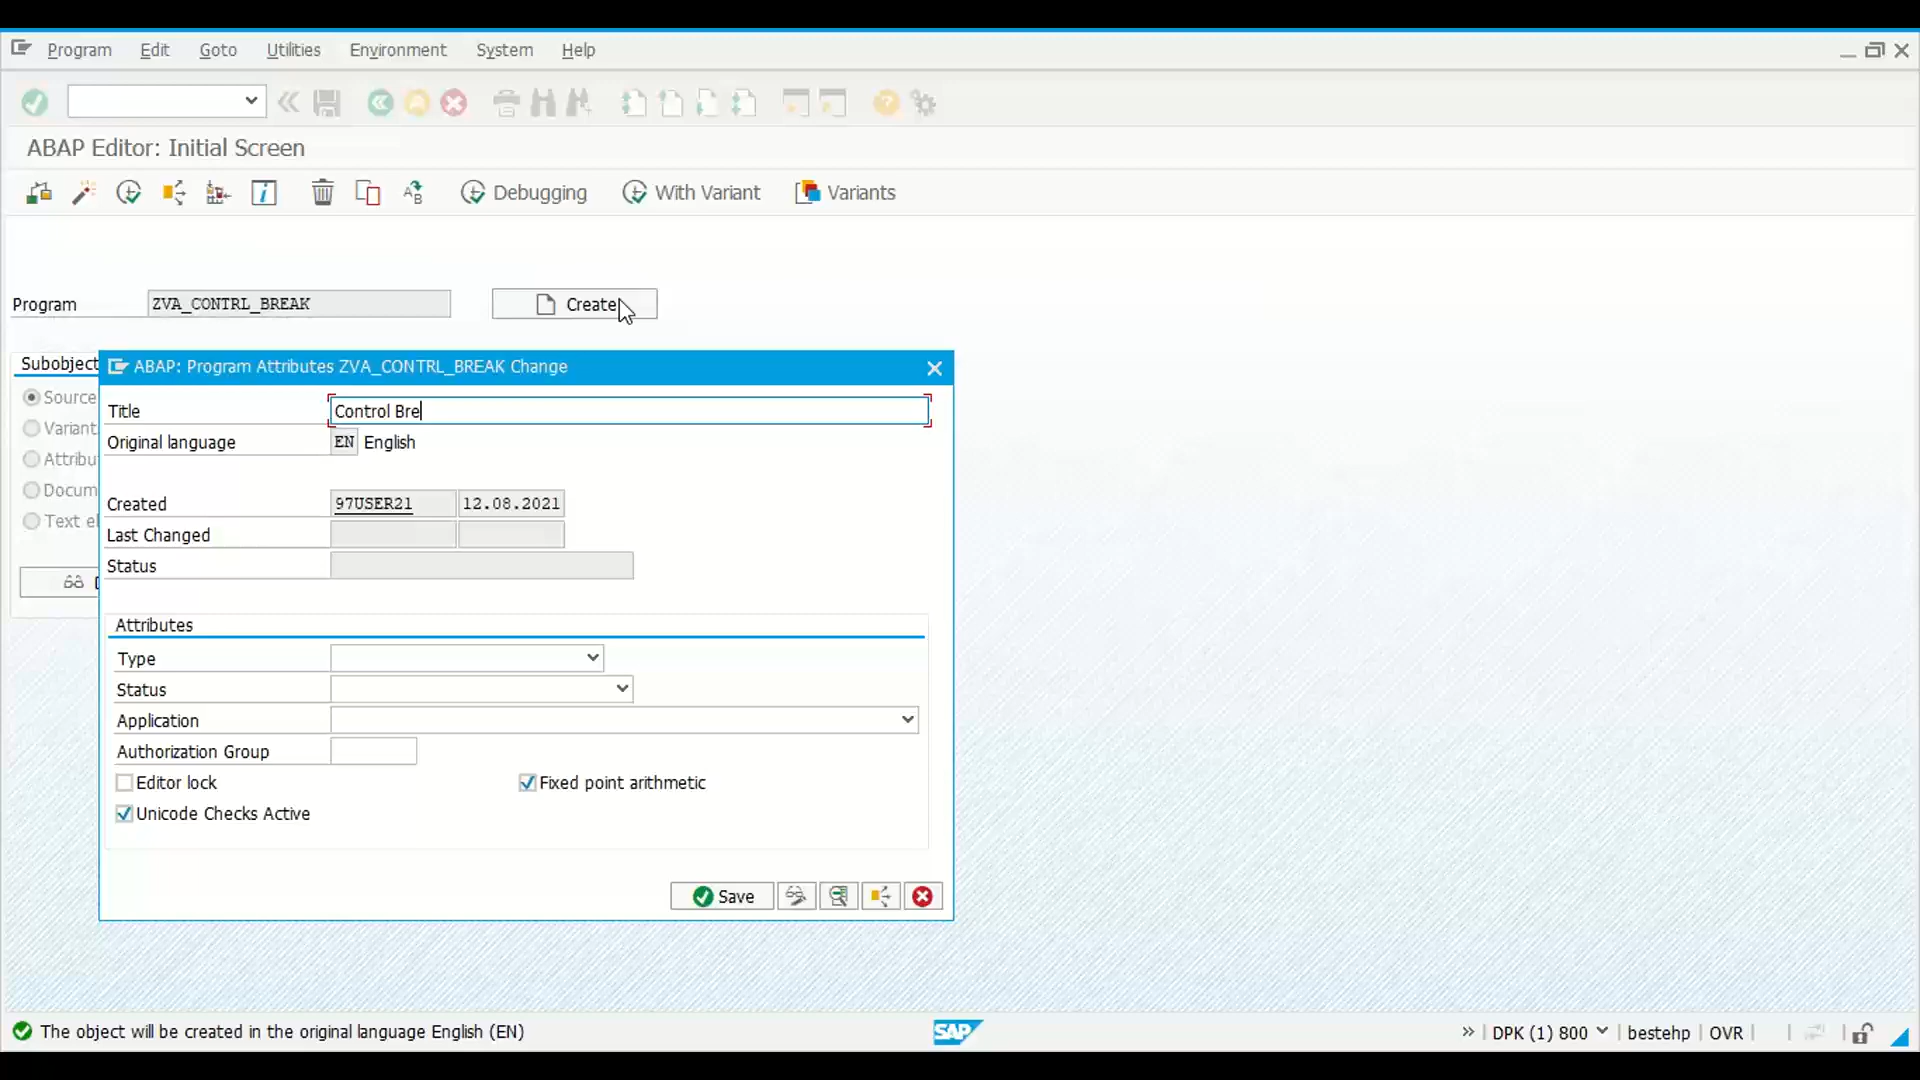 Program Edit Goto Utilities Environment System Help
ABAP Editor: Initial Screen
Debugging With Variant Variants
Program ZVA_CONTRL_BREAK Create
Subobject
ABAP: Program Attributes ZVA_CONTRL_BREAK Change
Source
Title Control Bre
Variant
Original language EN English
Attribu
Docum
Created 97USER21 12.08.2021
Text el
Last Changed
Status
Attributes
Type
Status
Application
Authorization Group
Editor lock Fixed point arithmetic
Unicode Checks Active
Save
The object will be created in the original language English (EN) SAP DPK (1) 800 bestehp OVR